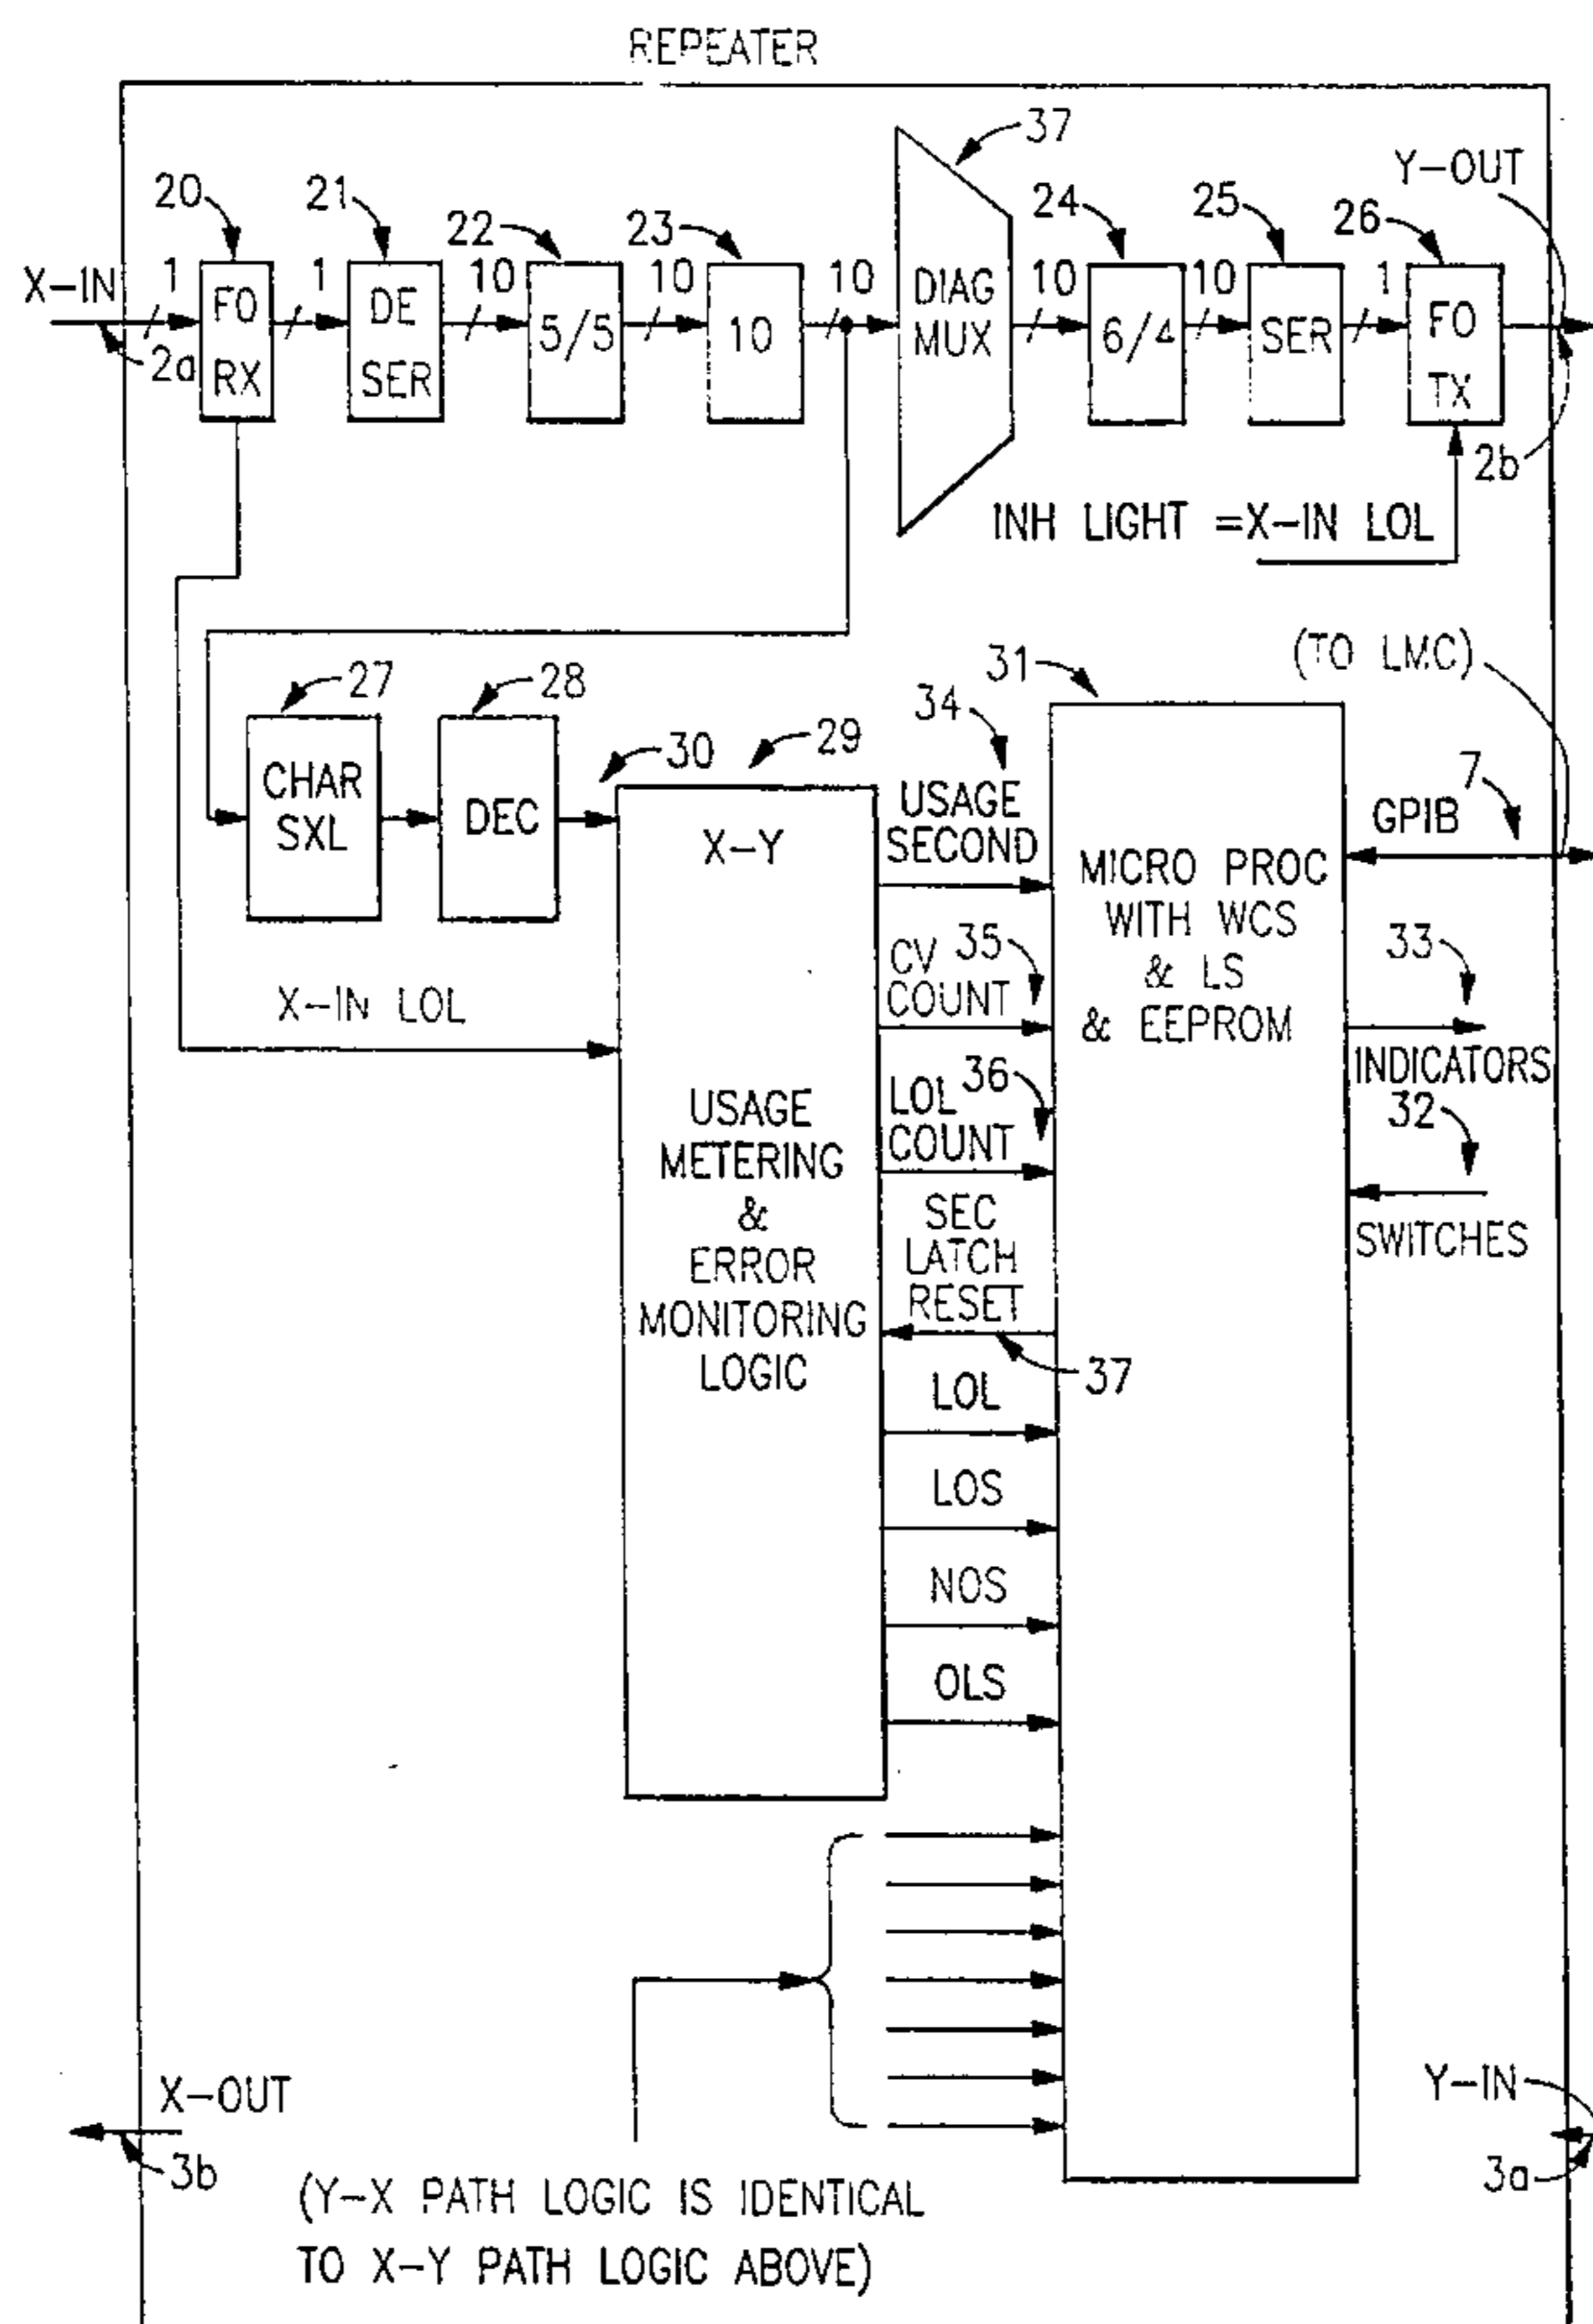 REPEATER
37
Y-OUT
20
21
22
23
24
25
26
X-IN
1
1
10
10
10
10
10
1
2a
FO
RX
DE
SER
5/5
10
DIAG
MUX
6/4
SER
FO
TX
2b
INH LIGHT =X-IN LOL
(TO LMC)
27
28
30
29
34
31
7
CHAR
SXL
DEC
X-Y
USAGE
SECOND
GPIB
MICRO PROC
WITH WCS
& LS
& EEPROM
CV
COUNT
35
33
X-IN LOL
INDICATORS
32
LOL
COUNT
36
USAGE
METERING
&
ERROR
MONITORING
LOGIC
SEC
LATCH
RESET
SWITCHES
37
LOL
LOS
NOS
OLS
X-OUT
3b
Y-IN
3a
(Y-X PATH LOGIC IS IDENTICAL
TO X-Y PATH LOGIC ABOVE)